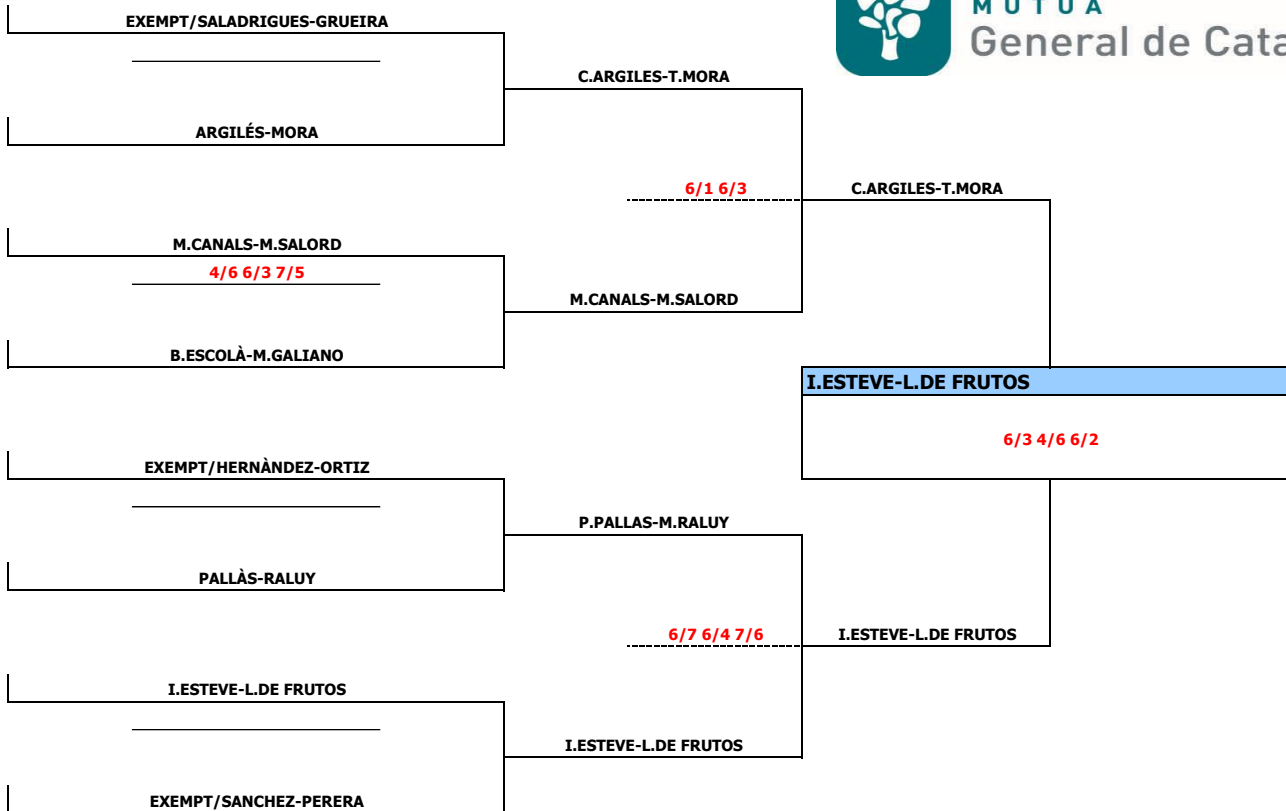 MUTUA
General de Cata
EXEMPT/SALADRIGUES-GRUEIRA
C.ARGILES-T.MORA
ARGILÉS-MORA
6/1 6/3
C.ARGILES-T.MORA
M.CANALS-M.SALORD
4/6 6/3 7/5
M.CANALS-M.SALORD
B.ESCOLÀ-M.GALIANO
I.ESTEVE-L.DE FRUTOS
6/3 4/6 6/2
EXEMPT/HERNÀNDEZ-ORTIZ
P.PALLAS-M.RALUY
PALLÀS-RALUY
6/7 6/4 7/6
I.ESTEVE-L.DE FRUTOS
I.ESTEVE-L.DE FRUTOS
I.ESTEVE-L.DE FRUTOS
EXEMPT/SANCHEZ-PERERA